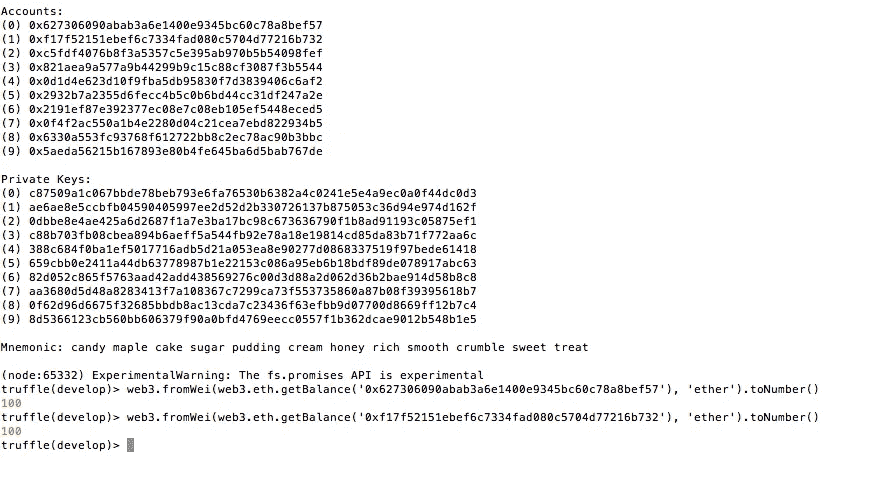 Accounts:
(0) 0x627306090abab3a6e1400e9345bc60c78a8bef57
(1) 0xf17f52151ebef6c7334fad080c5704d77216b732
(2) 0xc5fdf4076b8f3a5357c5e395ab970b5b54098fef
(3) 0x821aea9a577a9b44299b9c15c88cf3087f3b5544
(4) 0x0d1d4e623d10f9fba5db95830f7d3839406c6af2
(5) 0x2932b7a2355d6fecc4b5c0b6bd44cc31df247a2e
(6) 0x2191ef87e392377ec08e7c08eb105ef5448eced5
(7) 0x0f4f2ac550a1b4e2280d04c21cea7ebd822934b5
(8) 0x6330a553fc93768f612722bb8c2ec78ac90b3bbc
(9) 0x5aeda56215b167893e80b4fe645ba6d5bab767de
Private Keys:
(0) c87509a1c067bbde78beb793e6fa76530b6382a4c0241e5e4a9ec0a0f44dc0d3
(1) ae6ae8e5ccbfb04590405997ee2d52d2b330726137b875053c36d94e974d162f
(2) 0dbbe8e4ae425a6d2687f1a7e3ba17bc98c673636790f1b8ad91193c05875ef1
(3) c88b703fb08cbea894b6aeff5a544fb92e78a18e19814cd85da83b71f772aa6c
(4) 388c684f0ba1ef5017716adb5d21a053ea8e90277d0868337519f97bede61418
(5) 659cbb0e2411a44db63778987b1e22153c086a95eb6b18bdf89de078917abc63
(6) 82d052c865f5763aad42add438569276c00d3d88a2d062d36b2bae914d58b8c8
(7) aa3680d5d48a8283413f7a108367c7299ca73f553735860a87b08f39395618b7
(8) 0f62d96d6675f32685bbdb8ac13cda7c23436f63efbb9d07700d8669ff12b7c4
(9) 8d5366123cb560bb606379f90a0bfd4769eecc0557f1b362dcae9012b548b1e5
Mnemonic: candy maple cake sugar pudding cream honey rich smooth crumble sweet treat
(node:65332) ExperimentalWarning: The fs.promises API is experimental
truffle(develop)> web3.fromWei(web3.eth.getBalance('0x627306090abab3a6e1400e9345bc60c78a8bef57'), 'ether').toNumber()
100
truffle(develop)> web3.fromWei(web3.eth.getBalance('0xf17f52151ebef6c7334fad080c5704d77216b732'), 'ether').toNumber()
100
truffle(develop)>